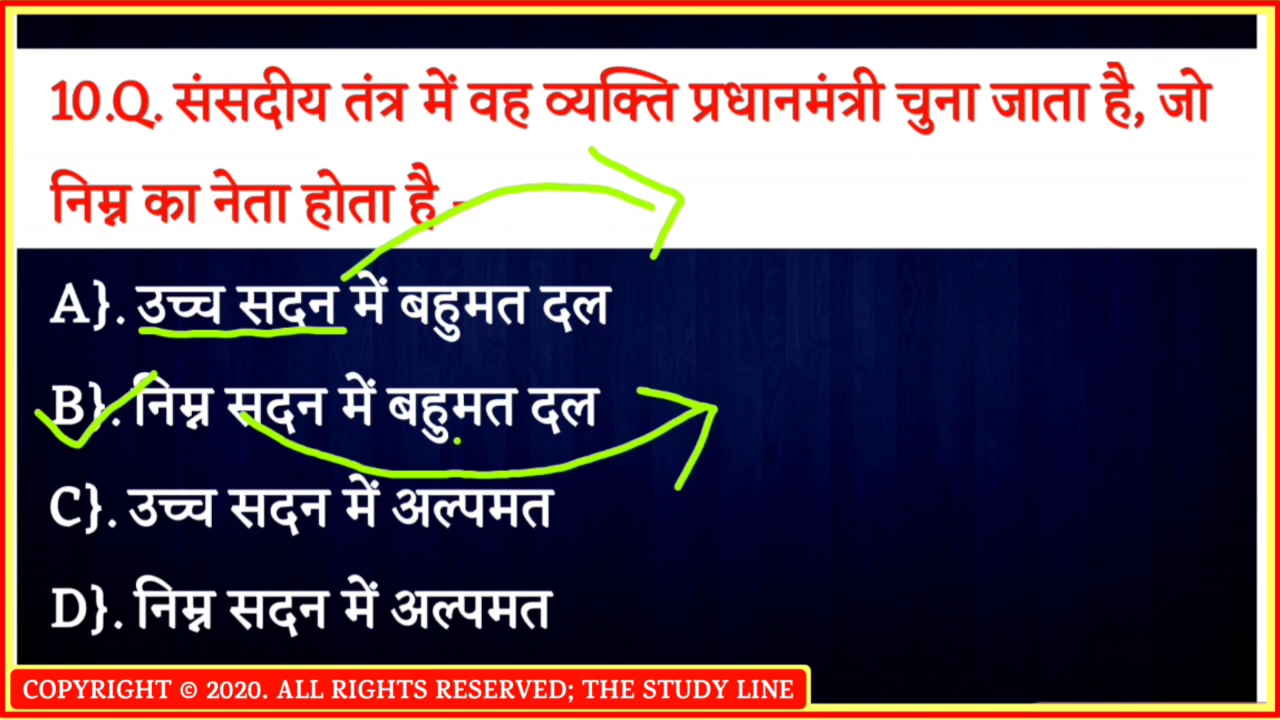 10.Q. संसदीय तंत्र में वह व्यक्ति प्रधानमंत्री चुना जाता है, जो
निम्न का नेता होता है -
A}. उच्च सदन में बहुमत दल
B}. निम्न सदन में बहुमत दल
C}. उच्च सदन में अल्पमत
D}. निम्न सदन में अल्पमत
COPYRIGHT © 2020. ALL RIGHTS RESERVED; THE STUDY LINE